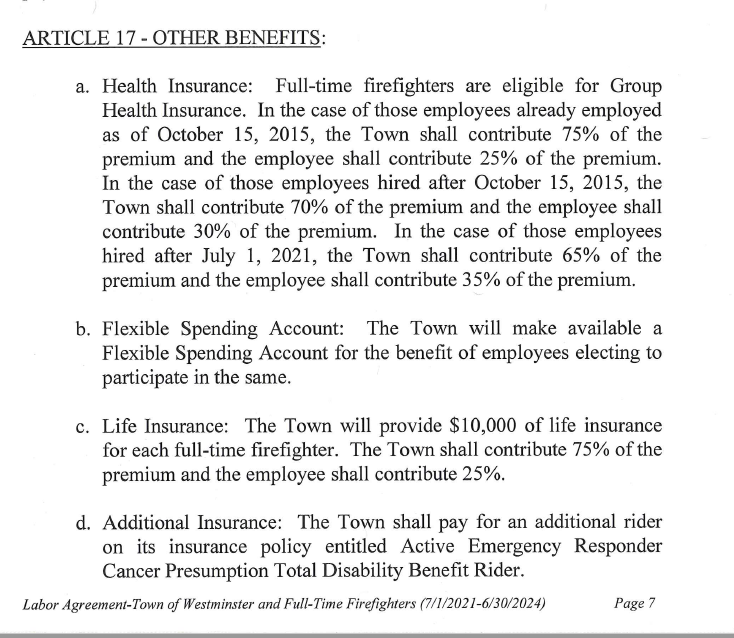 ARTICLE 17 - OTHER BENEFITS:
a. Health Insurance: Full-time firefighters are eligible for Group
Health Insurance. In the case of those employees already employed
as of October 15, 2015, the Town shall contribute 75% of the
premium and the employee shall contribute 25% of the premium.
In the case of those employees hired after October 15, 2015, the
Town shall contribute 70% of the premium and the employee shall
contribute 30% of the premium. In the case of those employees
hired after July 1, 2021, the Town shall contribute 65% of the
premium and the employee shall contribute 35% of the premium.
b. Flexible Spending Account: The Town will make available a
Flexible Spending Account for the benefit of employees electing to
participate in the same.
c. Life Insurance: The Town will provide $10,000 of life insurance
for each full-time firefighter. The Town shall contribute 75% of the
premium and the employee shall contribute 25%.
d. Additional Insurance: The Town shall pay for an additional rider
on its insurance policy entitled Active Emergency Responder
Cancer Presumption Total Disability Benefit Rider.
Labor Agreement-Town of Westminster and Full-Time Firefighters (7/1/2021-6/30/2024) Page 7